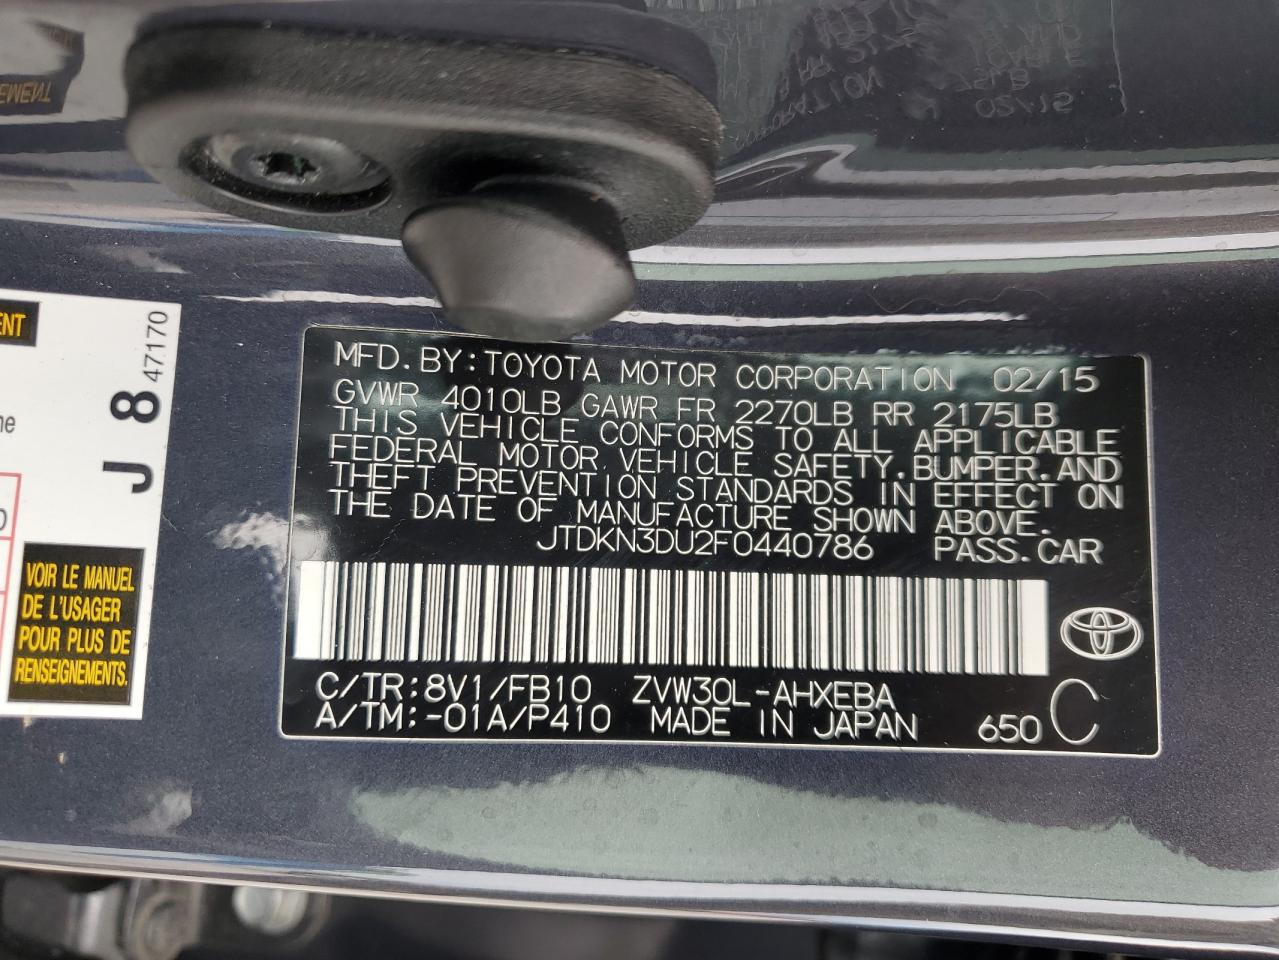 MFD. BY: TOYOTA MOTOR CORPORATION 02/15
GVWR 4010LB GAWR FR 2270LB RR 2175LB
THIS VEHICLE CONFORMS TO ALL APPLICABLE
FEDERAL MOTOR VEHICLE SAFETY, BUMPER, AND
THEFT PREVENTION STANDARDS IN EFFECT ON
THE DATE OF MANUFACTURE SHOWN ABOVE.
JTDKN3DU2F0440786 PASS. CAR
C/TR: 8V1/FB10 ZVW30L-AHXEBA
A/TM: -01A/P410 MADE IN JAPAN 650 C
J 8
47170
VOIR LE MANUEL
DE L'USAGER
POUR PLUS DE
RENSEIGNEMENTS.
02/15